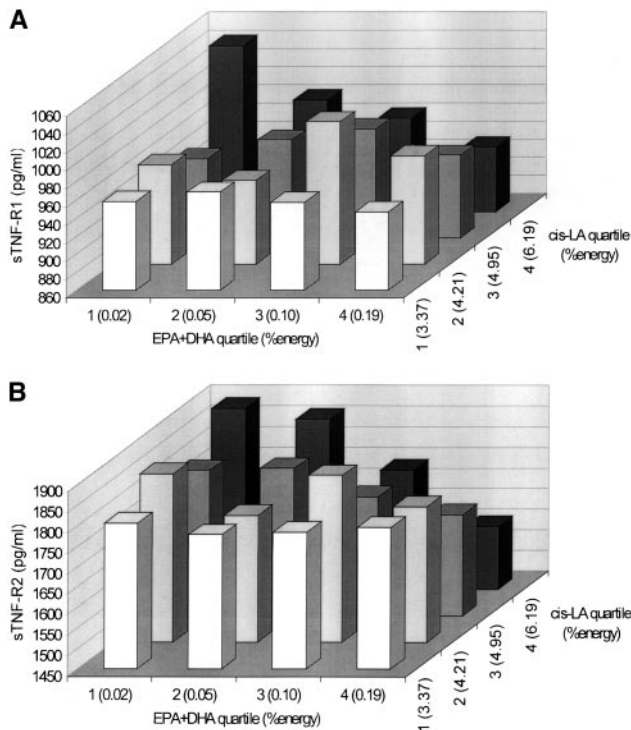 A
1060
1040
1020
1000
980
960
940
920
900
880
860
sTNF-R1 (pg/ml)
1 (0.02) 2 (0.05) 3 (0.10) 4 (0.19)
EPA+DHA quartile (%energy)
1 (3.37)
2 (4.21)
3 (4.95)
4 (6.19)
cis-LA quartile
(%energy)
B
1900
1850
1800
1750
1700
1650
1600
1550
1500
1450
sTNF-R2 (pg/ml)
1 (0.02) 2 (0.05) 3 (0.10) 4 (0.19)
EPA+DHA quartile (%energy)
1 (3.37)
2 (4.21)
3 (4.95)
4 (6.19)
cis-LA quartile
(%energy)